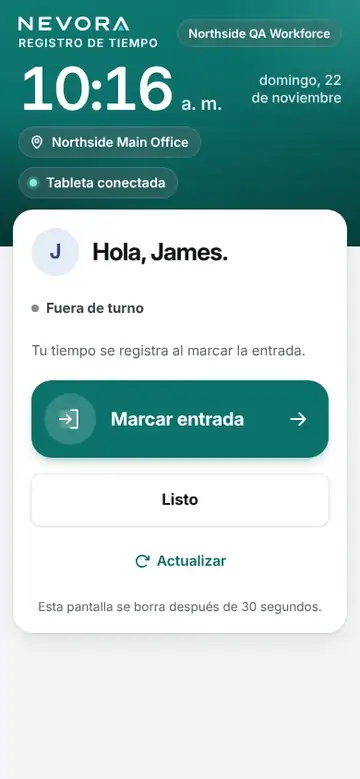 NEVORA
REGISTRO DE TIEMPO
Northside QA Workforce
10:16 a. m.
domingo, 22
de noviembre
Northside Main Office
Tableta conectada
J
Hola, James.
Fuera de turno
Tu tiempo se registra al marcar la entrada.
Marcar entrada
Listo
Actualizar
Esta pantalla se borra después de 30 segundos.